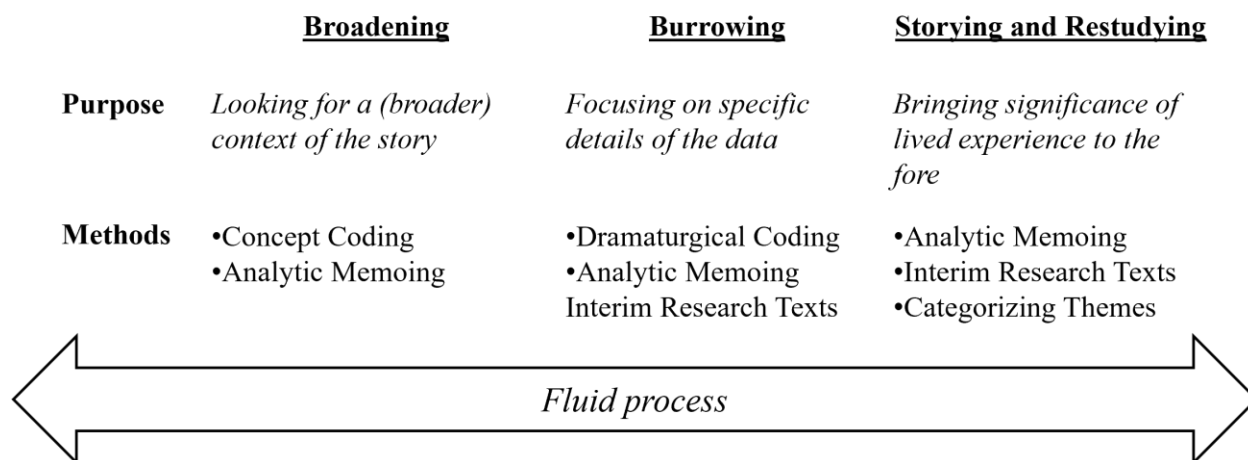 Broadening Burrowing Storying and Restudying
Purpose Looking for a (broader) Focusing on specific Bringing significance of
context of the story details of the data lived experience to the
fore
Methods •Concept Coding •Dramaturgical Coding •Analytic Memoing
•Analytic Memoing •Analytic Memoing •Interim Research Texts
Interim Research Texts •Categorizing Themes
Fluid process